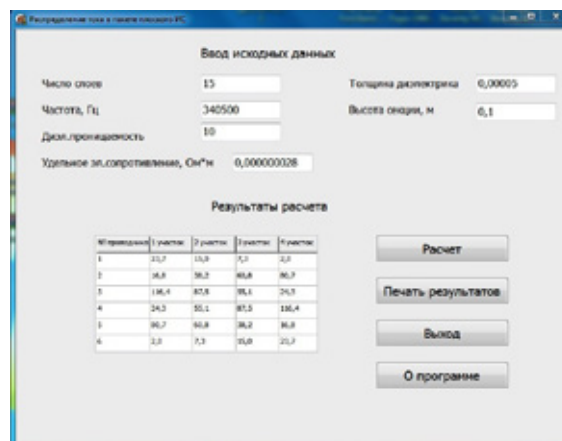 Распределение тока в пакете плоского ИС
Ввод исходных данных
Число слоев 15 Толщина диэлектрика 0,00005
Частота, Гц 340500 Высота секции, м 0,1
Диэл.проницаемость 10
Удельное эл.сопротивление, Ом*м 0,000000028
Результаты расчета
№ проводника 1 участок 2 участок 3 участок 4 участок
1 23,7 15,0 7,3 2,8
2 16,8 38,2 60,8 80,7
3 116,4 87,5 55,1 24,5
4 24,5 55,1 87,5 116,4
5 80,7 60,8 38,2 16,8
6 2,8 7,3 15,0 23,7
Расчет
Печать результатов
Выход
О программе